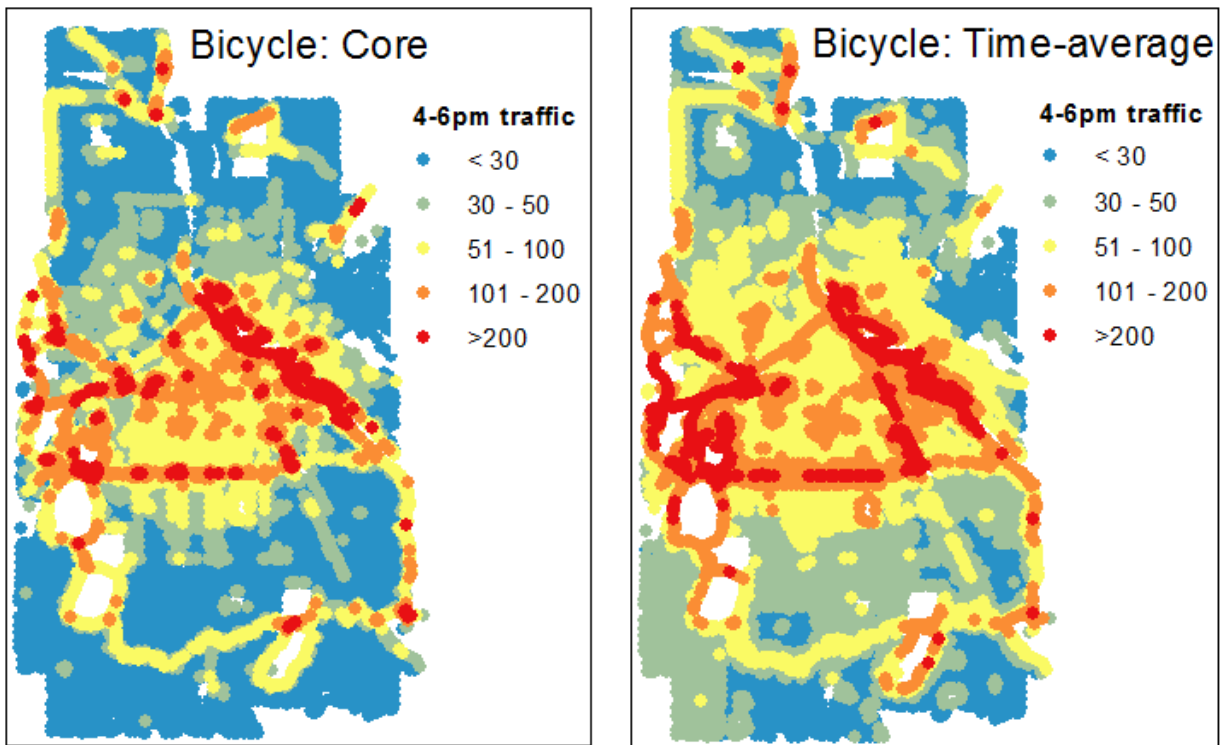 Bicycle: Core
4-6pm traffic
< 30
30 - 50
51 - 100
101 - 200
>200
Bicycle: Time-average
4-6pm traffic
< 30
30 - 50
51 - 100
101 - 200
>200